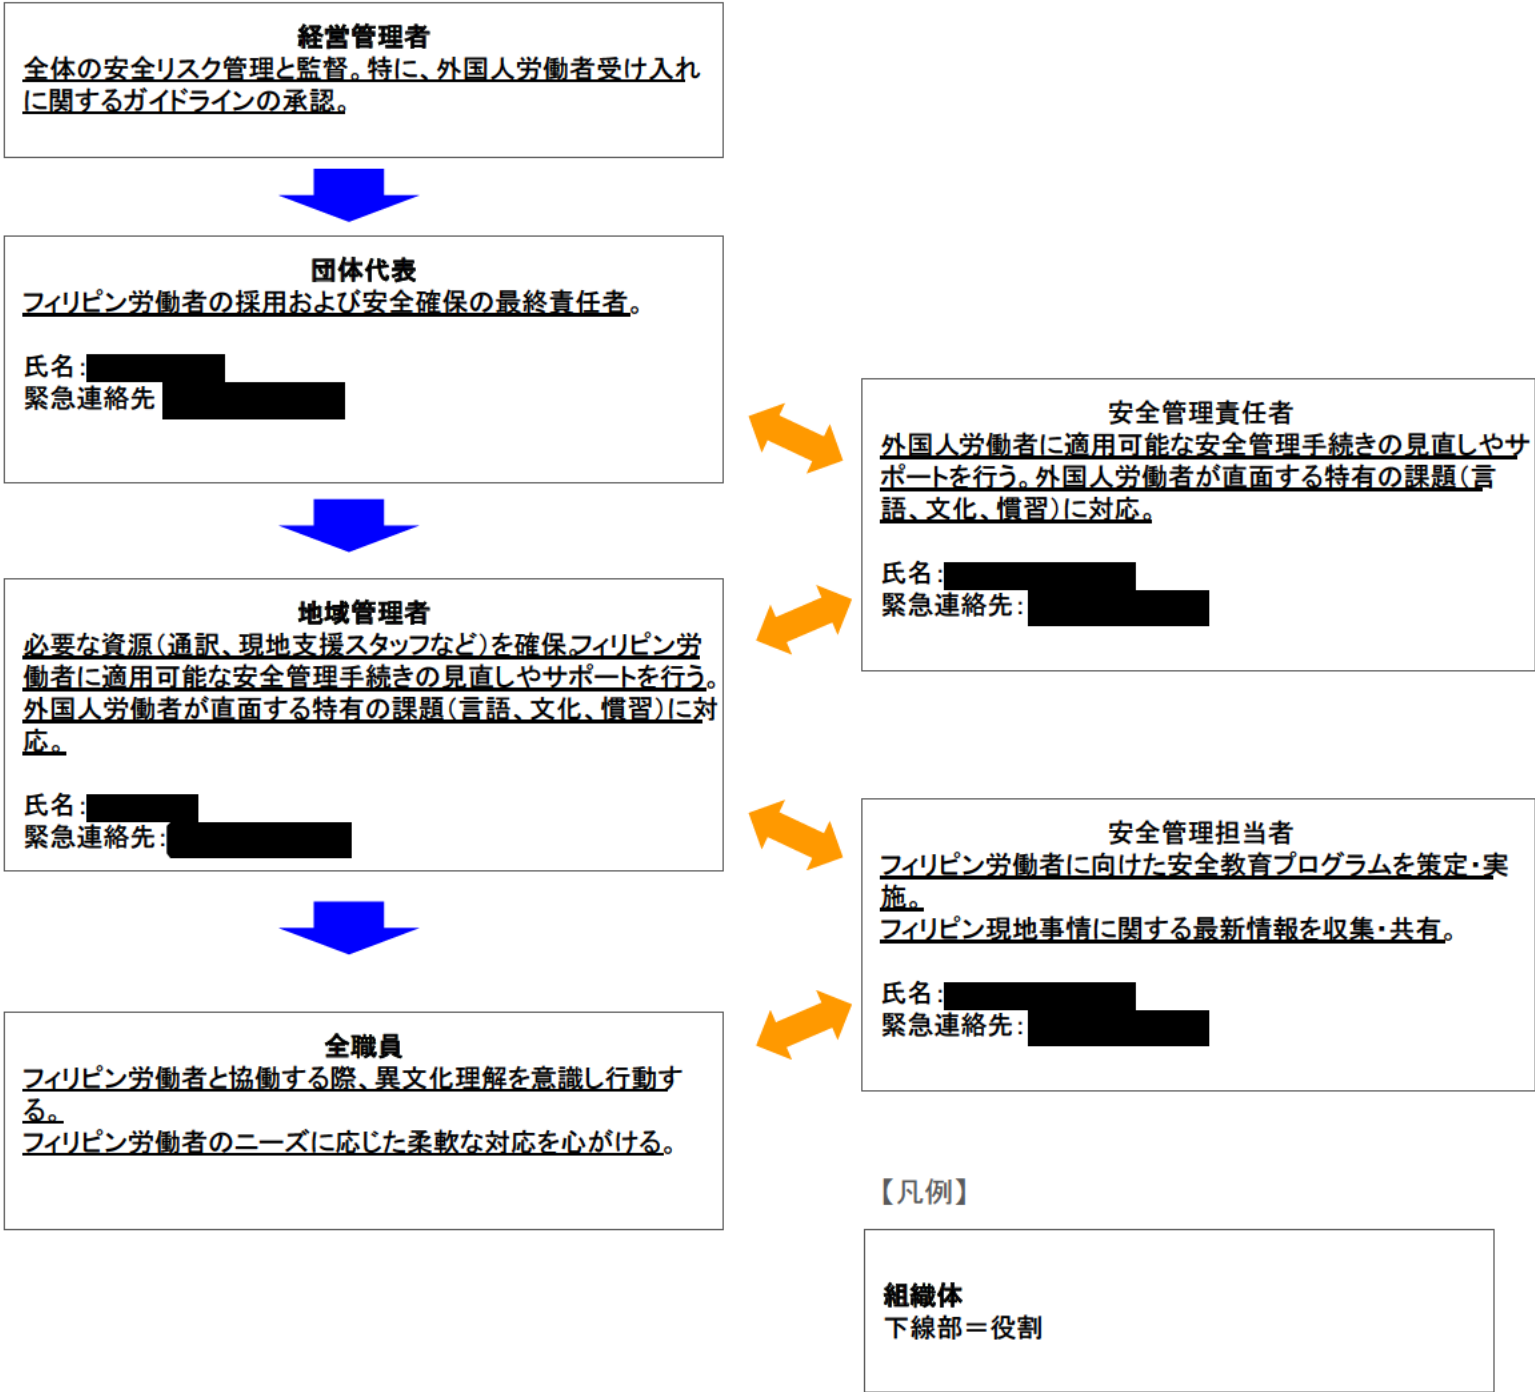 経営管理者
全体の安全リスク管理と監督。特に、外国人労働者受け入れ
に関するガイドラインの承認。
団体代表
フィリピン労働者の採用および安全確保の最終責任者。
氏名：
緊急連絡先
安全管理責任者
外国人労働者に適用可能な安全管理手続きの見直しやサ
ポートを行う。外国人労働者が直面する特有の課題（言
語、文化、慣習）に対応。
氏名：
緊急連絡先：
地域管理者
必要な資源（通訳、現地支援スタッフなど）を確保。フィリピン労
働者に適用可能な安全管理手続きの見直しやサポートを行う。
外国人労働者が直面する特有の課題（言語、文化、慣習）に対
応。
氏名：
緊急連絡先：
安全管理担当者
フィリピン労働者に向けた安全教育プログラムを策定・実
施。
フィリピン現地事情に関する最新情報を収集・共有。
氏名：
緊急連絡先：
全職員
フィリピン労働者と協働する際、異文化理解を意識し行動す
る。
フィリピン労働者のニーズに応じた柔軟な対応を心がける。
【凡例】
組織体
下線部＝役割